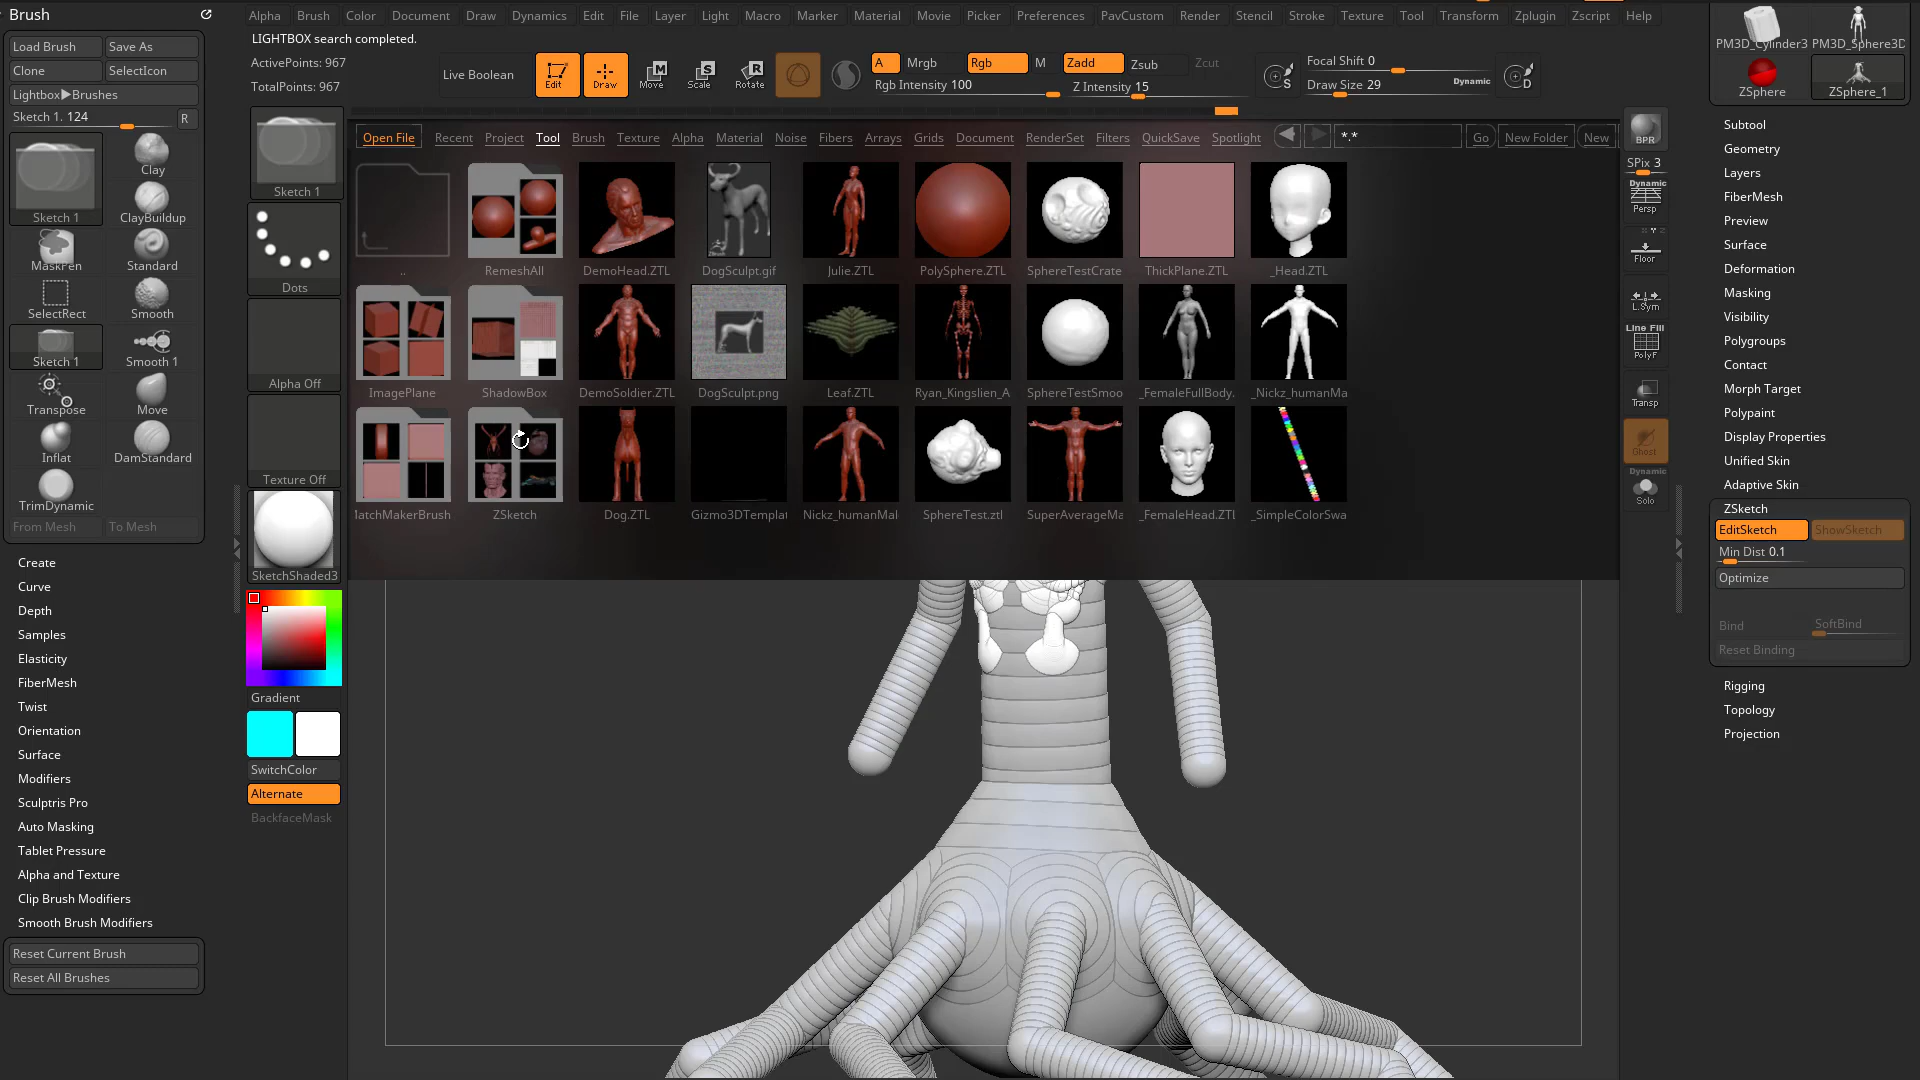 Brush
Alpha Brush Color Document Draw Dynamics Edit File Layer Light Macro Marker Material Movie Picker Preferences PavCustom Render Stencil Stroke Texture Tool Transform Zplugin Zscript Help
LIGHTBOX search completed.
Load Brush Save As
Clone SelectIcon
Lightbox▶Brushes
Sketch 1. 124 R
ActivePoints: 967
TotalPoints: 967
Live Boolean
Edit Draw Move Scale Rotate
A Mrgb Rgb M Zadd Zsub Zcut
Rgb Intensity 100 Z Intensity 15
Focal Shift 0
Draw Size 29 Dynamic
S D
PM3D_Cylinder3 PM3D_Sphere3D
ZSphere ZSphere_1
Open File Recent Project Tool Brush Texture Alpha Material Noise Fibers Arrays Grids Document RenderSet Filters QuickSave Spotlight *.* Go New Folder New
.. RemeshAll DemoHead.ZTL DogSculpt.gif Julie.ZTL PolySphere.ZTL SphereTestCrate ThickPlane.ZTL _Head.ZTL
ImagePlane ShadowBox DemoSoldier.ZTL DogSculpt.png Leaf.ZTL Ryan_Kingslien_A SphereTestSmoo _FemaleFullBody. _Nickz_humanMa
MatchMakerBrush ZSketch Dog.ZTL Gizmo3DTemplat Nickz_humanMal SphereTest.ztl SuperAverageMa _FemaleHead.ZTL _SimpleColorSwa
Sketch 1 Clay
ClayBuildup
MaskPen Standard
SelectRect Smooth
Sketch 1 Smooth 1
Transpose Move
Inflat DamStandard
TrimDynamic
From Mesh To Mesh
Create
Curve
Depth
Samples
Elasticity
FiberMesh
Twist
Orientation
Surface
Modifiers
Sculptris Pro
Auto Masking
Tablet Pressure
Alpha and Texture
Clip Brush Modifiers
Smooth Brush Modifiers
Reset Current Brush
Reset All Brushes
Sketch 1
Dots
Alpha Off
Texture Off
SketchShaded3
Gradient
SwitchColor
Alternate
BackfaceMask
BPR
SPix 3
Dynamic
Persp
Floor
L.Sym
Line Fill
PolyF
Transp
Ghost
Dynamic
Solo
Subtool
Geometry
Layers
FiberMesh
Preview
Surface
Deformation
Masking
Visibility
Polygroups
Contact
Morph Target
Polypaint
Display Properties
Unified Skin
Adaptive Skin
ZSketch
EditSketch ShowSketch
Min Dist 0.1
Optimize
Bind SoftBind
Reset Binding
Rigging
Topology
Projection